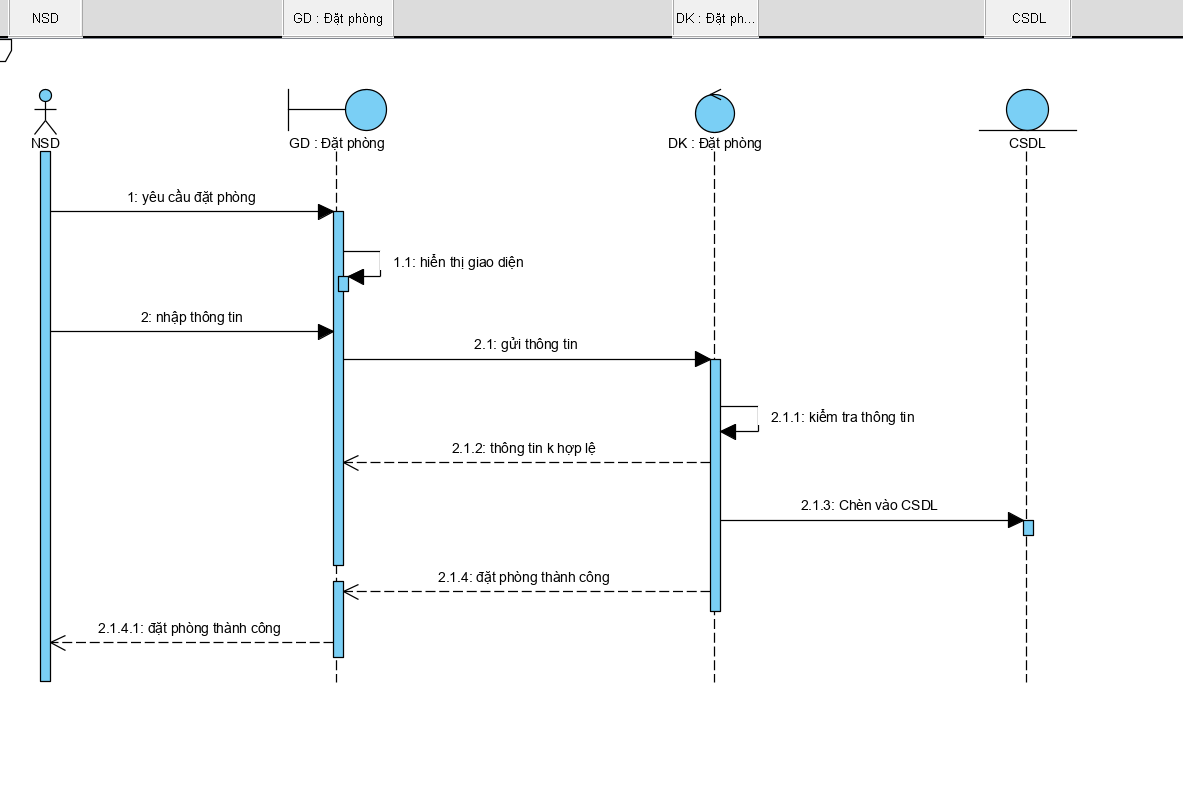 NSD
GD : Đặt phòng
DK : Đặt ph...
CSDL
NSD
GD : Đặt phòng
DK : Đặt phòng
CSDL
1: yêu cầu đặt phòng
1.1: hiển thị giao diện
2: nhập thông tin
2.1: gửi thông tin
2.1.1: kiểm tra thông tin
2.1.2: thông tin k hợp lệ
2.1.3: Chèn vào CSDL
2.1.4: đặt phòng thành công
2.1.4.1: đặt phòng thành công